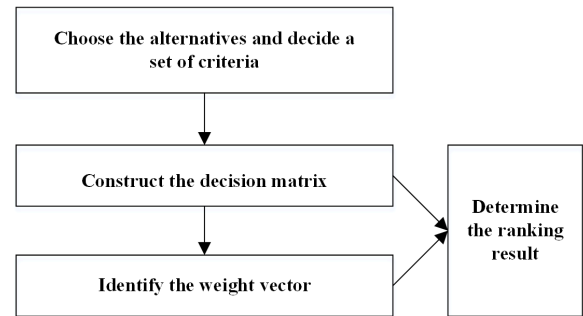 Choose the alternatives and decide a
set of criteria
Construct the decision matrix
Identify the weight vector
Determine
the ranking
result